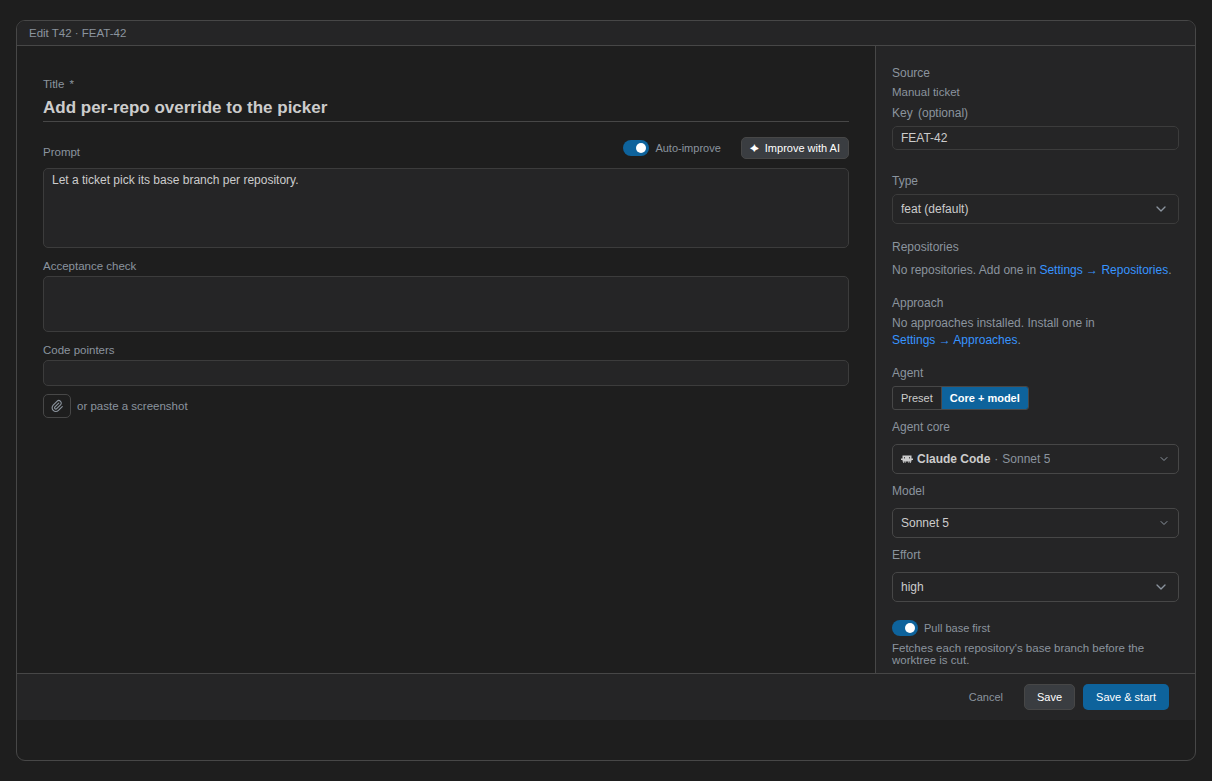 Edit T42 · FEAT-42
Title *
Add per-repo override to the picker
Prompt
Auto-improve
Improve with AI
Let a ticket pick its base branch per repository.
Acceptance check
Code pointers
or paste a screenshot
Source
Manual ticket
Key (optional)
FEAT-42
Type
feat (default)
Repositories
No repositories. Add one in Settings → Repositories.
Approach
No approaches installed. Install one in
Settings → Approaches.
Agent
Preset
Core + model
Agent core
Claude Code · Sonnet 5
Model
Sonnet 5
Effort
high
Pull base first
Fetches each repository's base branch before the
worktree is cut.
Cancel
Save
Save & start